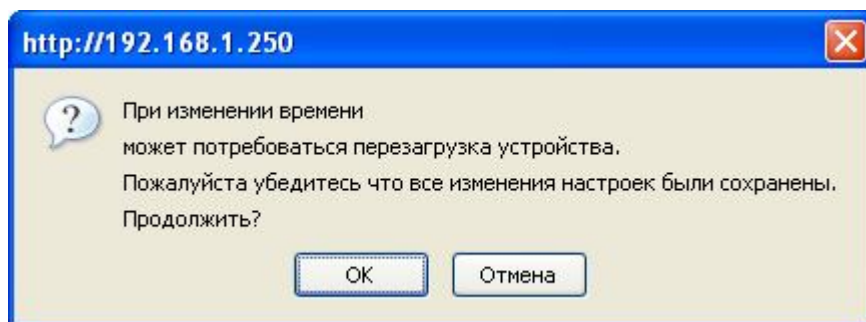 http://192.168.1.250
?
При изменении времени
может потребоваться перезагрузка устройства.
Пожалуйста убедитесь что все изменения настроек были сохранены.
Продолжить?
OK Отмена